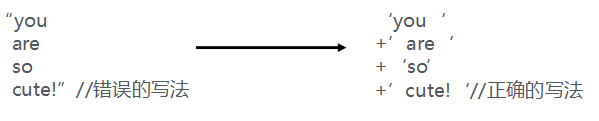 “you
are
so
cute!”//错误的写法
‘you ‘
+’ are ‘
+ ‘so’
+’ cute! ‘//正确的写法